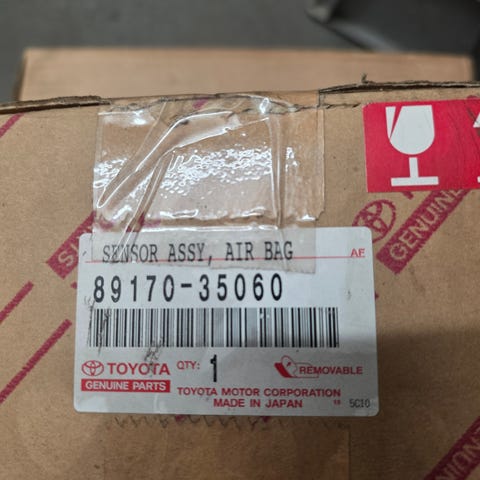 SENSOR ASSY, AIR BAG
AF
89170-35060
TOYOTA
GENUINE PARTS
QTY: 1
REMOVABLE
TOYOTA MOTOR CORPORATION
MADE IN JAPAN
5C10
GENUINE